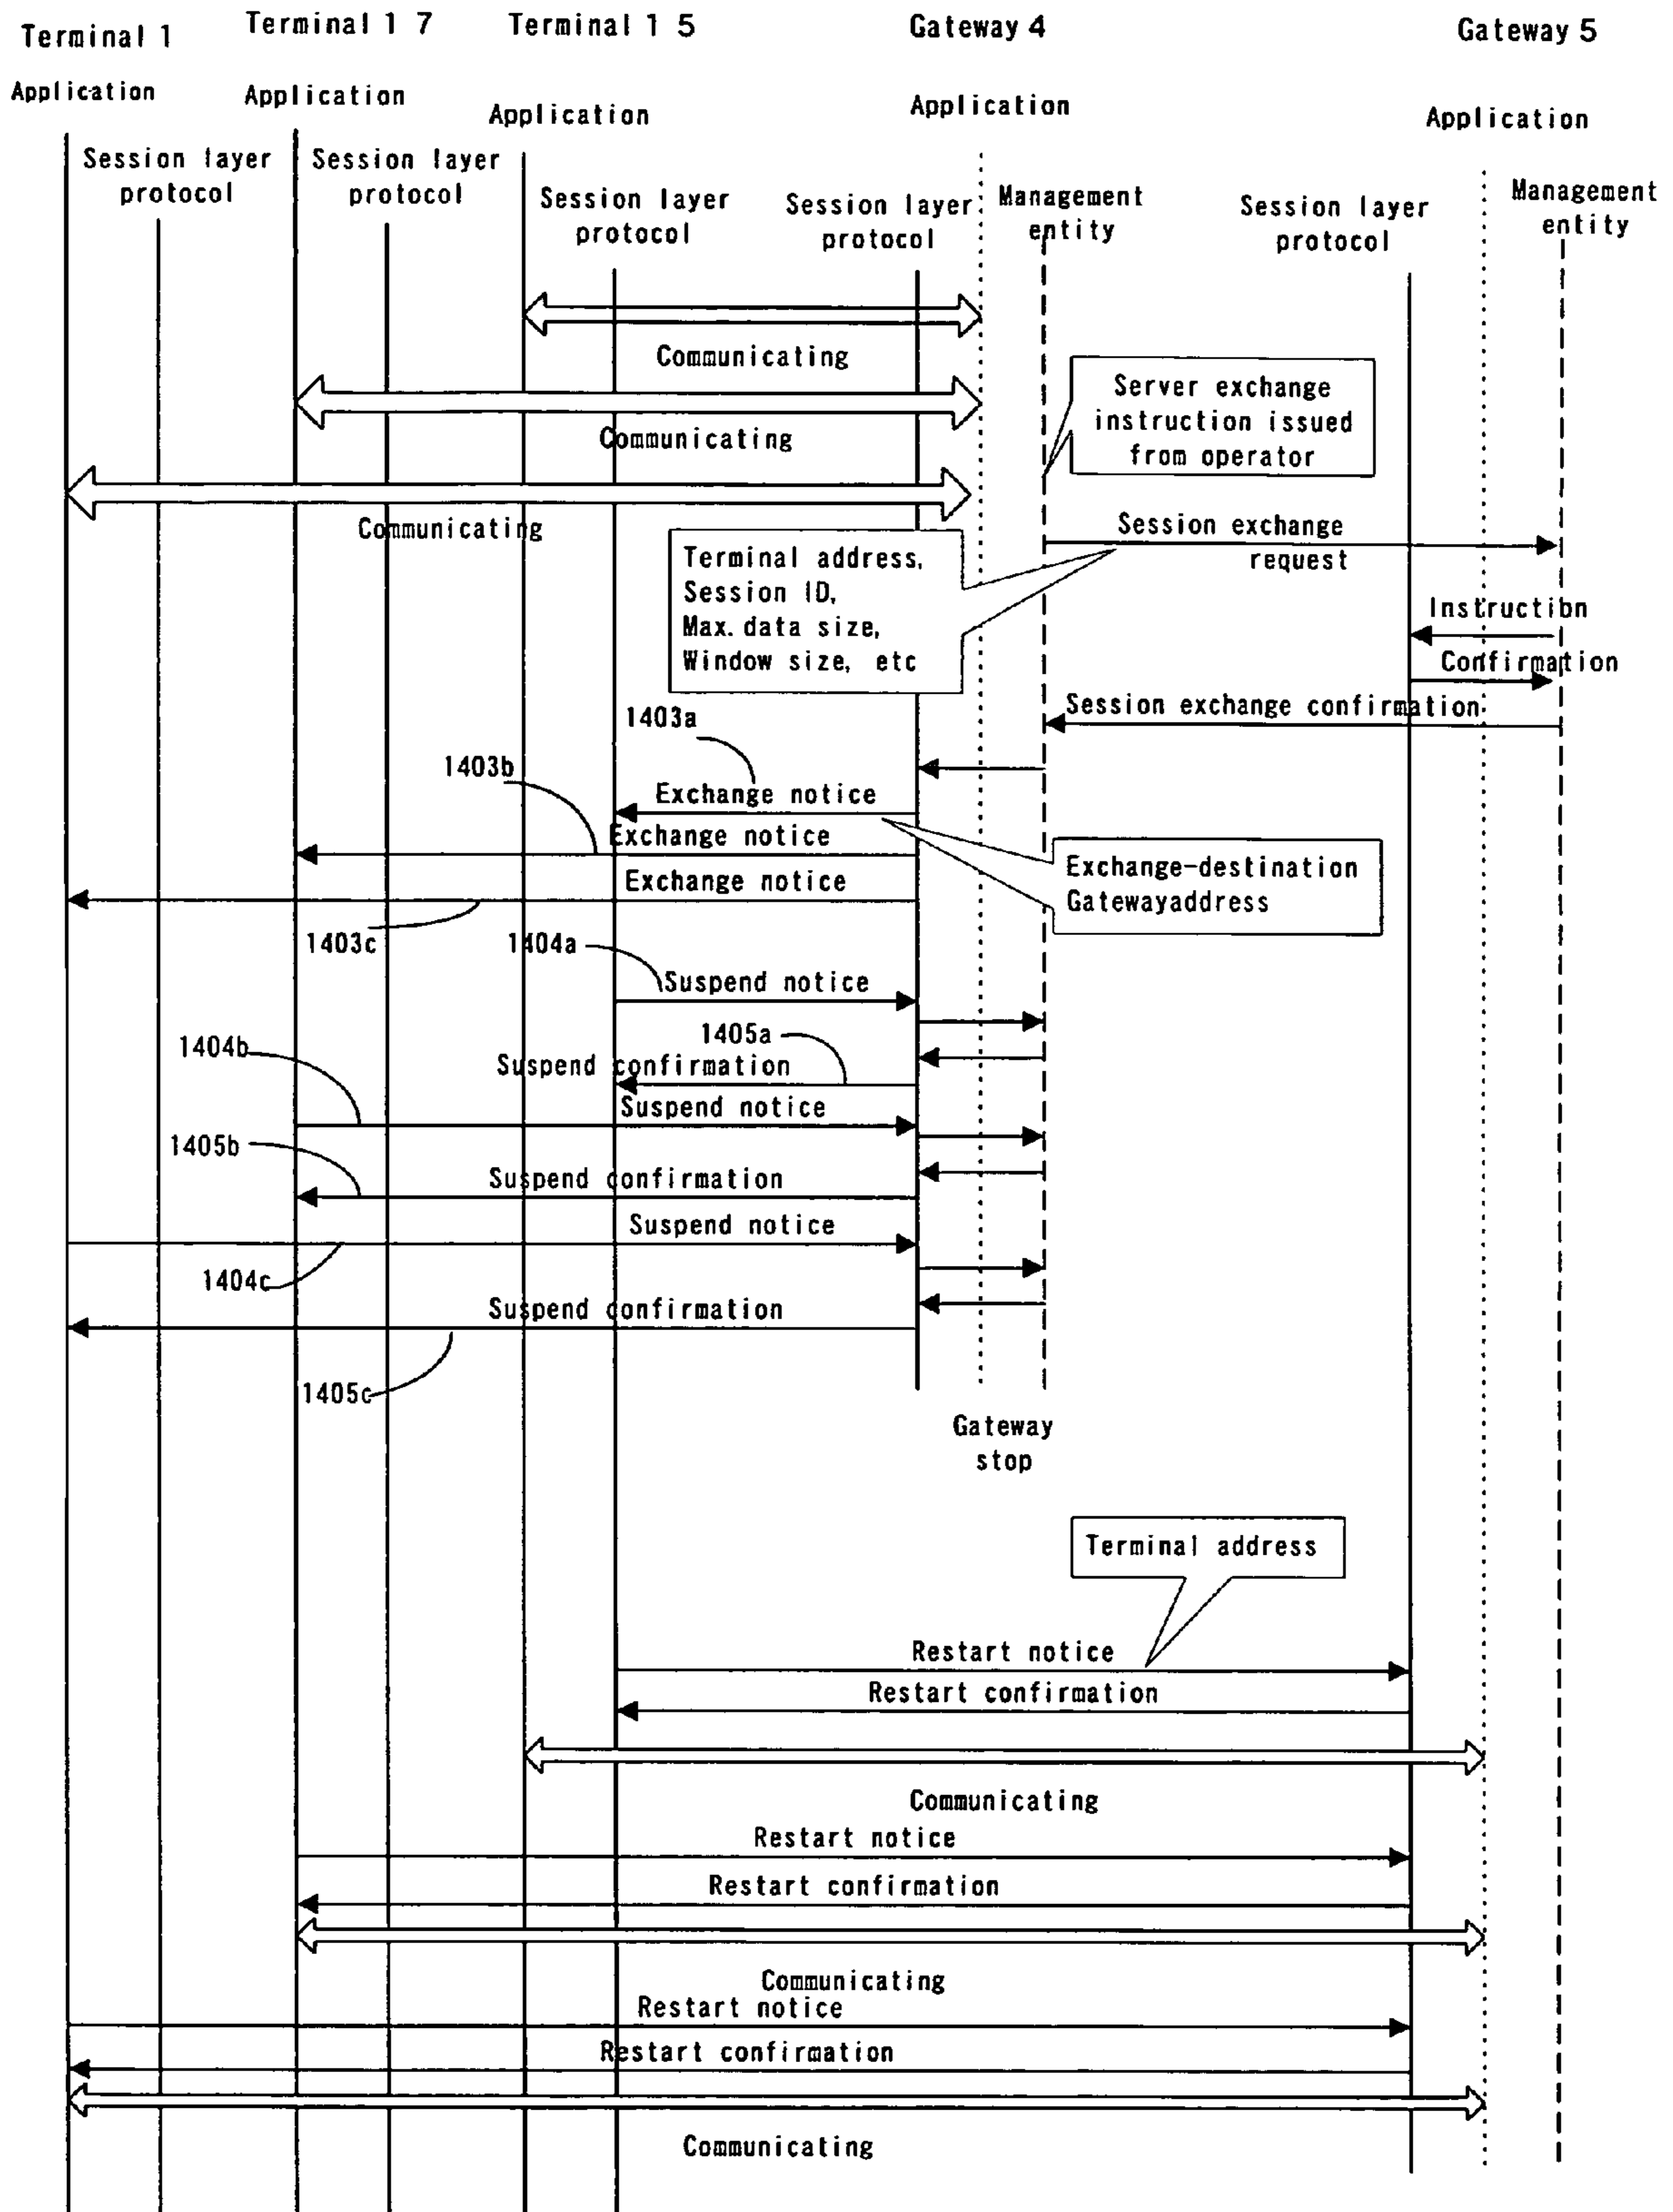 Terminal 1
Terminal 1 7
Terminal 1 5
Gateway 4
Gateway 5
Application
Application
Application
Application
Application
Session layer
protocol
Session layer
protocol
Session layer
protocol
Session layer
protocol
Management
entity
Session layer
protocol
Management
entity
Communicating
Communicating
Communicating
Server exchange
instruction issued
from operator
Session exchange
request
Terminal address,
Session ID,
Max. data size,
Window size, etc
Instruction
Confirmation
Session exchange confirmation
1403a
1403b
Exchange notice
Exchange notice
Exchange notice
1403c
Exchange-destination
Gatewayaddress
1404a
Suspend notice
1405a
1404b
Suspend confirmation
Suspend notice
1405b
Suspend confirmation
Suspend notice
1404c
Suspend confirmation
1405c
Gateway
stop
Terminal address
Restart notice
Restart confirmation
Communicating
Restart notice
Restart confirmation
Communicating
Restart notice
Restart confirmation
Communicating